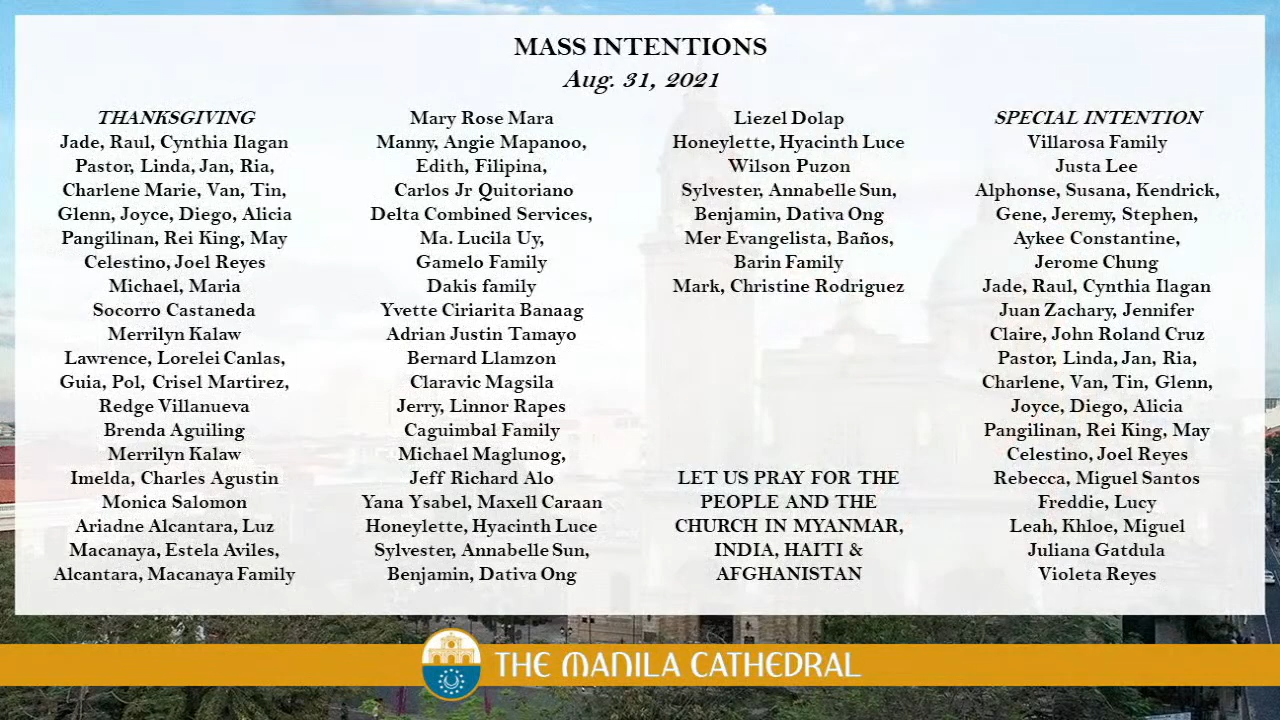 MASS INTENTIONS
Aug. 31, 2021
THANKSGIVING
Jade, Raul, Cynthia Ilagan
Pastor, Linda, Jan, Ria,
Charlene Marie, Van, Tin,
Glenn, Joyce, Diego, Alicia
Pangilinan, Rei King, May
Celestino, Joel Reyes
Michael, Maria
Socorro Castaneda
Merrilyn Kalaw
Lawrence, Lorelei Canlas,
Guia, Pol, Crisel Martirez,
Redge Villanueva
Brenda Aguiling
Merrilyn Kalaw
Imelda, Charles Agustin
Monica Salomon
Ariadne Alcantara, Luz
Macanaya, Estela Aviles,
Alcantara, Macanaya Family
Mary Rose Mara
Manny, Angie Mapanoo,
Edith, Filipina,
Carlos Jr Quitoriano
Delta Combined Services,
Ma. Lucila Uy,
Gamelo Family
Dakis family
Yvette Ciriarita Banaag
Adrian Justin Tamayo
Bernard Llamzon
Claravic Magsila
Jerry, Linnor Rapes
Caguimbal Family
Michael Maglunog,
Jeff Richard Alo
Yana Ysabel, Maxell Caraan
Honeylette, Hyacinth Luce
Sylvester, Annabelle Sun,
Benjamin, Dativa Ong
Liezel Dolap
Honeylette, Hyacinth Luce
Wilson Puzon
Sylvester, Annabelle Sun,
Benjamin, Dativa Ong
Mer Evangelista, Baños,
Barin Family
Mark, Christine Rodriguez
LET US PRAY FOR THE
PEOPLE AND THE
CHURCH IN MYANMAR,
INDIA, HAITI &
AFGHANISTAN
SPECIAL INTENTION
Villarosa Family
Justa Lee
Alphonse, Susana, Kendrick,
Gene, Jeremy, Stephen,
Aykee Constantine,
Jerome Chung
Jade, Raul, Cynthia Ilagan
Juan Zachary, Jennifer
Claire, John Roland Cruz
Pastor, Linda, Jan, Ria,
Charlene, Van, Tin, Glenn,
Joyce, Diego, Alicia
Pangilinan, Rei King, May
Celestino, Joel Reyes
Rebecca, Miguel Santos
Freddie, Lucy
Leah, Khloe, Miguel
Juliana Gatdula
Violeta Reyes
THE MANILA CATHEDRAL